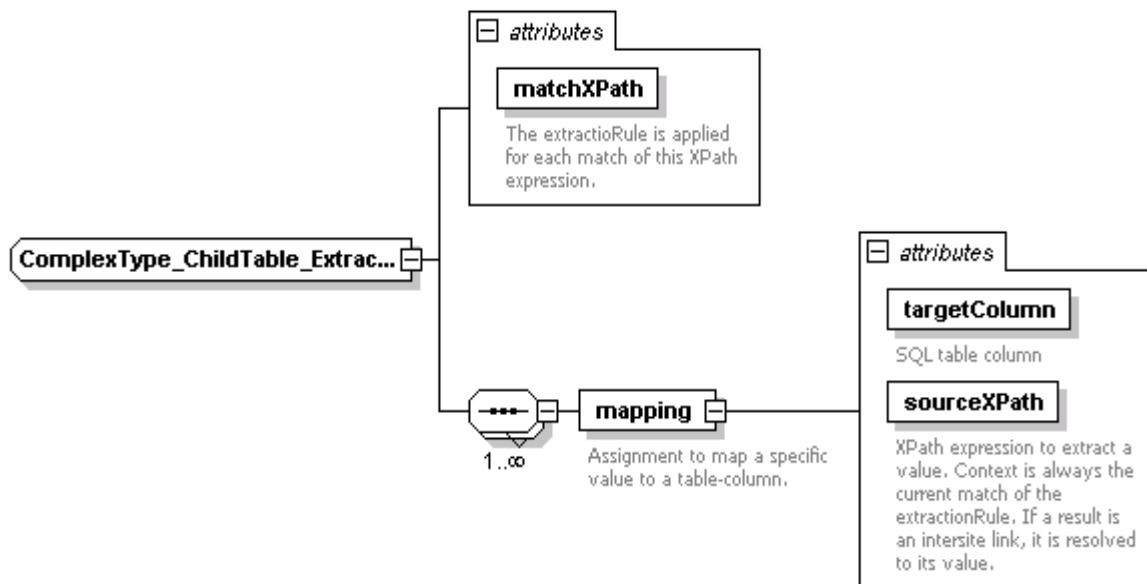 attributes
matchXPath
The extractioRule is applied
for each match of this XPath
expression.
ComplexType_ChildTable_Extrac...
attributes
targetColumn
SQL table column
sourceXPath
XPath expression to extract a
value. Context is always the
current match of the
extractionRule. If a result is
an intersite link, it is resolved
to its value.
mapping
1..∞
Assignment to map a specific
value to a table-column.